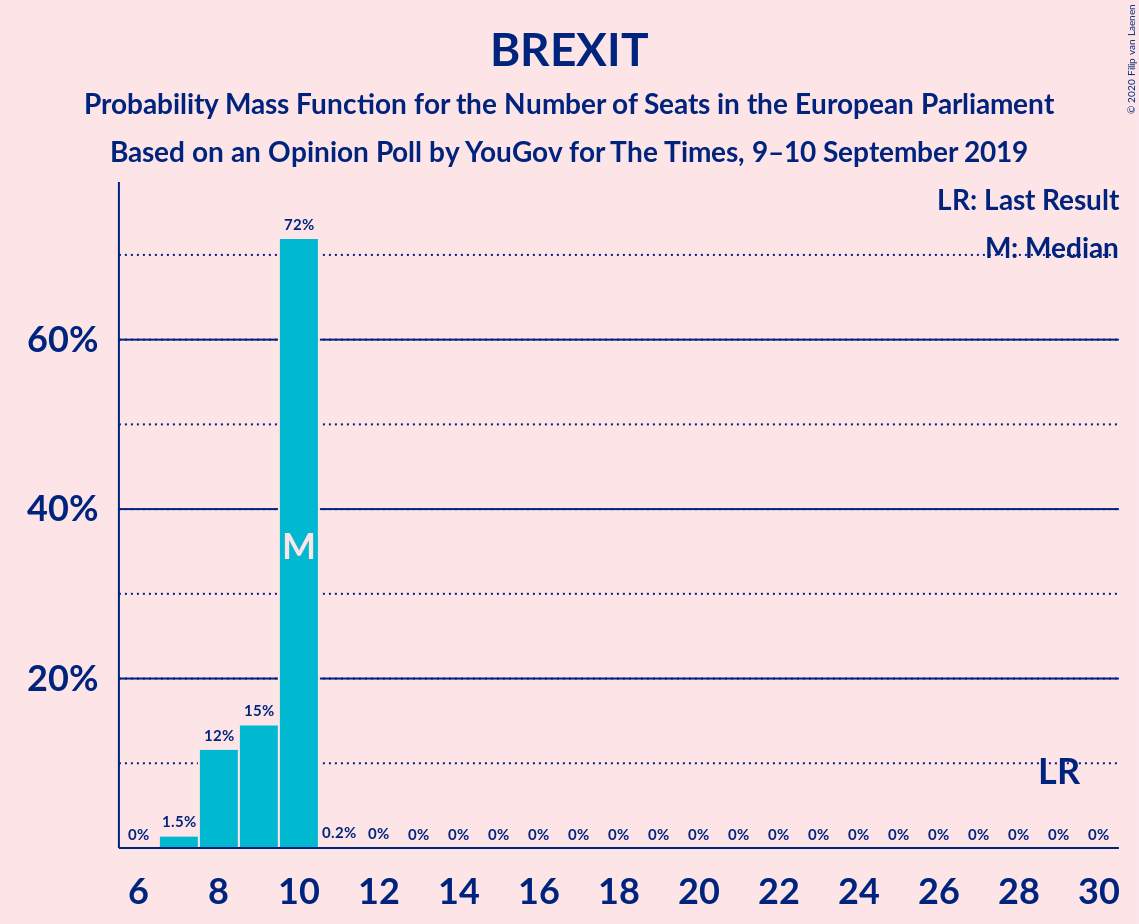 BREXIT
Probability Mass Function for the Number of Seats in the European Parliament
Based on an Opinion Poll by YouGov for The Times, 9–10 September 2019
© 2020 Filip van Laenen
LR: Last Result
M: Median
72%
60%
40%
M
20%
15%
12%
LR
0% 1.5% 0.2% 0% 0% 0% 0% 0% 0% 0% 0% 0% 0% 0% 0% 0% 0% 0% 0% 0% 0%
6 8 10 12 14 16 18 20 22 24 26 28 30